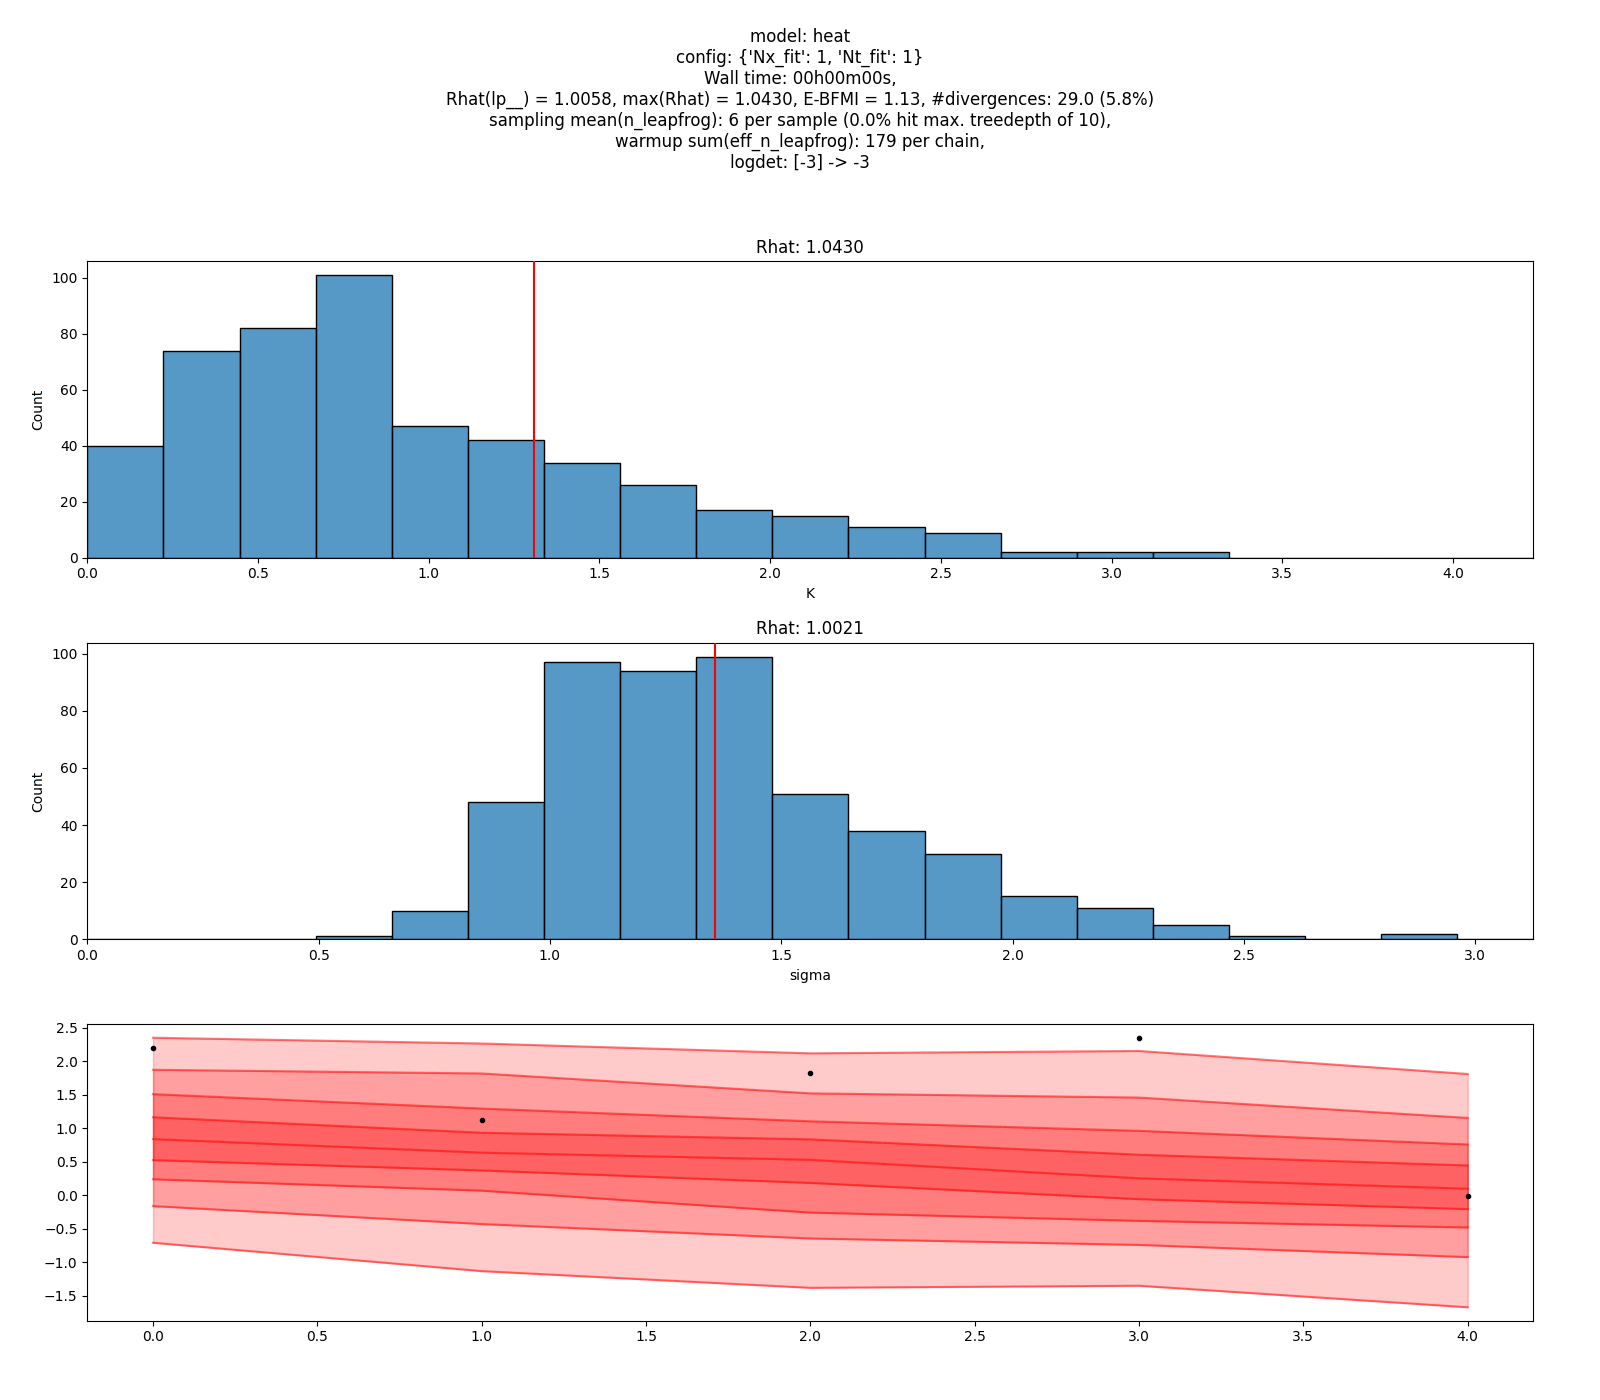 model: heat
config: {'Nx_fit': 1, 'Nt_fit': 1}
Wall time: 00h00m00s,
Rhat(lp__) = 1.0058, max(Rhat) = 1.0430, E-BFMI = 1.13, #divergences: 29.0 (5.8%)
sampling mean(n_leapfrog): 6 per sample (0.0% hit max. treedepth of 10),
warmup sum(eff_n_leapfrog): 179 per chain,
logdet: [-3] -> -3
Rhat: 1.0430
100
80
60
40
20
0
Count
0.0 0.5 1.0 1.5 2.0 2.5 3.0 3.5 4.0
K
Rhat: 1.0021
100
80
60
40
20
0
Count
0.0 0.5 1.0 1.5 2.0 2.5 3.0
sigma
2.5
2.0
1.5
1.0
0.5
0.0
−0.5
−1.0
−1.5
0.0 0.5 1.0 1.5 2.0 2.5 3.0 3.5 4.0